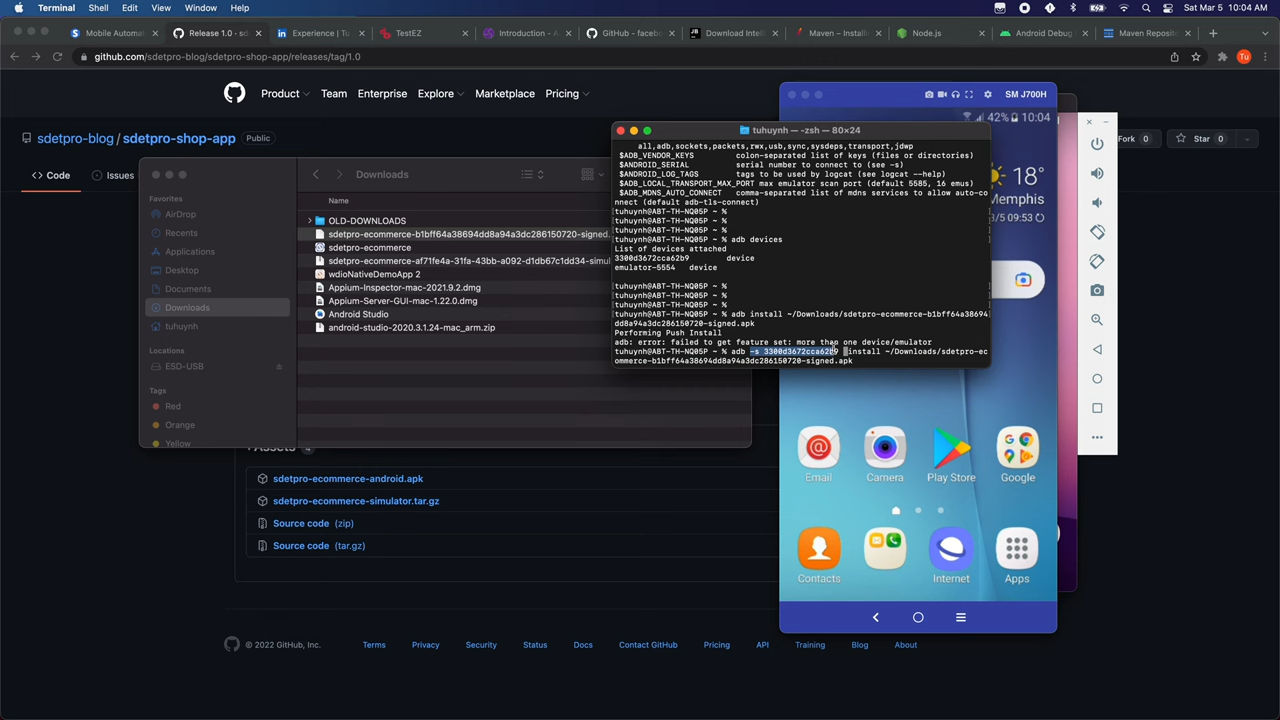 Terminal Shell Edit View Window Help Sat Mar 5 10:04 AM
Mobile Automat Release 1.0 · sd Experience | Tu TestEZ Introduction - A GitHub - faceb Download Intell Maven – Install Node.js Android Debug Maven Reposit
github.com/sdetpro-blog/sdetpro-shop-app/releases/tag/1.0 Tu
Product Team Enterprise Explore Marketplace Pricing
SM J700H
42% 10:04
sdetpro-blog / sdetpro-shop-app Public
Fork 0 Star 0
Code Issues
Downloads
Name
Favorites
AirDrop
Recents
Applications
Desktop
Documents
Downloads
tuhuynh
Locations
ESD-USB
Tags
Red
Orange
Yellow
OLD-DOWNLOADS
sdetpro-ecommerce-b1bff64a38694dd8a94a3dc286150720-signed.
sdetpro-ecommerce
sdetpro-ecommerce-af71fe4a-31fa-43bb-a092-d1db67c1dd34-simu
wdioNativeDemoApp 2
Appium-Inspector-mac-2021.9.2.dmg
Appium-Server-GUI-mac-1.22.0.dmg
Android Studio
android-studio-2020.3.1.24-mac_arm.zip
tuhuynh — -zsh — 80×24
all,adb,sockets,packets,rwx,usb,sync,sysdeps,transport,jdwp
$ADB_VENDOR_KEYS colon-separated list of keys (files or directories)
$ANDROID_SERIAL serial number to connect to (see -s)
$ANDROID_LOG_TAGS tags to be used by logcat (see logcat --help)
$ADB_LOCAL_TRANSPORT_MAX_PORT max emulator scan port (default 5585, 16 emus)
$ADB_MDNS_AUTO_CONNECT comma-separated list of mdns services to allow auto-co
nnect (default adb-tls-connect)
tuhuynh@ABT-TH-NQ05P ~ %
tuhuynh@ABT-TH-NQ05P ~ %
tuhuynh@ABT-TH-NQ05P ~ %
tuhuynh@ABT-TH-NQ05P ~ % adb devices
List of devices attached
3300d3672cca62b9 device
emulator-5554 device
tuhuynh@ABT-TH-NQ05P ~ %
tuhuynh@ABT-TH-NQ05P ~ %
tuhuynh@ABT-TH-NQ05P ~ %
tuhuynh@ABT-TH-NQ05P ~ % adb install ~/Downloads/sdetpro-ecommerce-b1bff64a38694
dd8a94a3dc286150720-signed.apk
Performing Push Install
adb: error: failed to get feature set: more than one device/emulator
tuhuynh@ABT-TH-NQ05P ~ % adb -s 3300d3672cca62b9 install ~/Downloads/sdetpro-ec
ommerce-b1bff64a38694dd8a94a3dc286150720-signed.apk
18°
Memphis
3/5 09:53
Email Camera Play Store Google
Contacts Internet Apps
Assets 4
sdetpro-ecommerce-android.apk
sdetpro-ecommerce-simulator.tar.gz
Source code (zip)
Source code (tar.gz)
© 2022 GitHub, Inc. Terms Privacy Security Status Docs Contact GitHub Pricing API Training Blog About